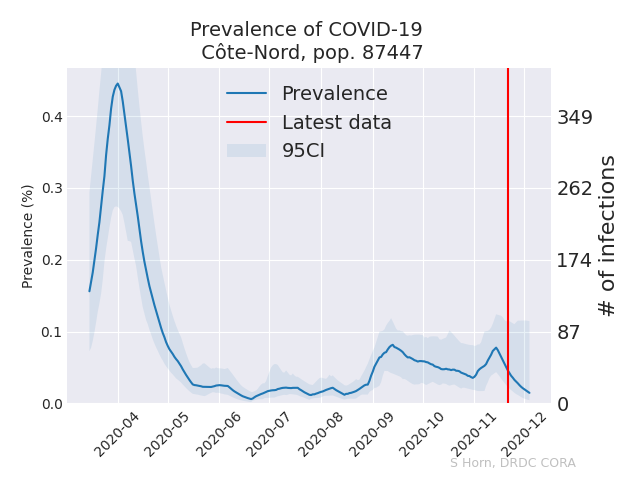 Prevalence of COVID-19
Côte-Nord, pop. 87447
Prevalence
Latest data
95CI
Prevalence (%)
0.4
0.3
0.2
0.1
0.0
349
262
174
87
0
# of infections
2020-04
2020-05
2020-06
2020-07
2020-08
2020-09
2020-10
2020-11
2020-12
S Horn, DRDC CORA